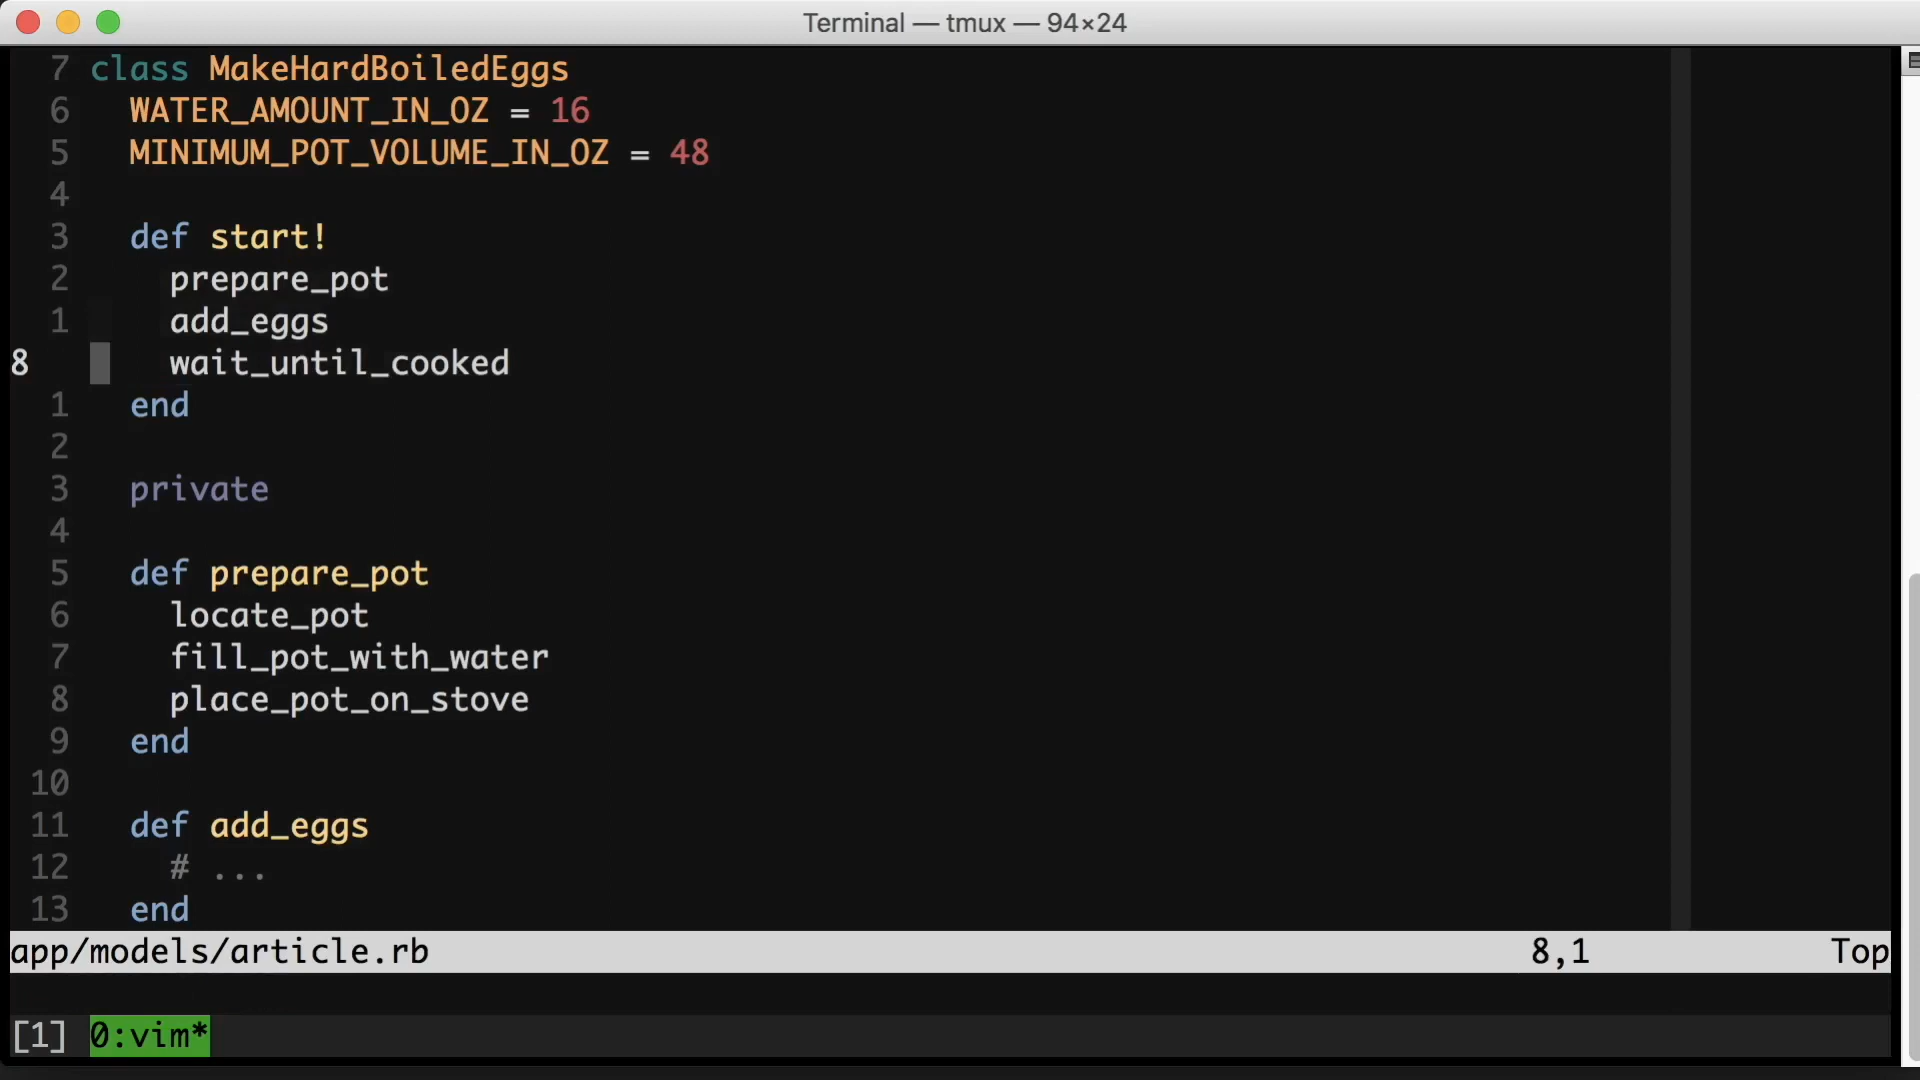 Terminal — tmux — 94×24
7 class MakeHardBoiledEggs
6   WATER_AMOUNT_IN_OZ = 16
5   MINIMUM_POT_VOLUME_IN_OZ = 48
4
3   def start!
2     prepare_pot
1     add_eggs
8     wait_until_cooked
1   end
2
3   private
4
5   def prepare_pot
6     locate_pot
7     fill_pot_with_water
8     place_pot_on_stove
9   end
10
11   def add_eggs
12     # ...
13   end
app/models/article.rb 8,1 Top
[1] 0:vim*